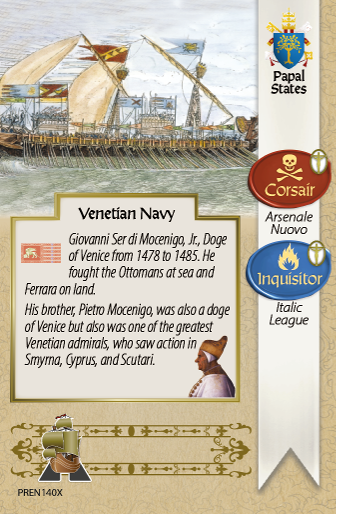 Papal
States
Corsair
Arsenale
Nuovo
Inquisitor
Italic
League
Venetian Navy
Giovanni Ser di Mocenigo, Jr., Doge
of Venice from 1478 to 1485. He
fought the Ottomans at sea and
Ferrara on land.
His brother, Pietro Mocenigo, was also a doge
of Venice but also was one of the greatest
Venetian admirals, who saw action in
Smyrna, Cyprus, and Scutari.
PREN140X